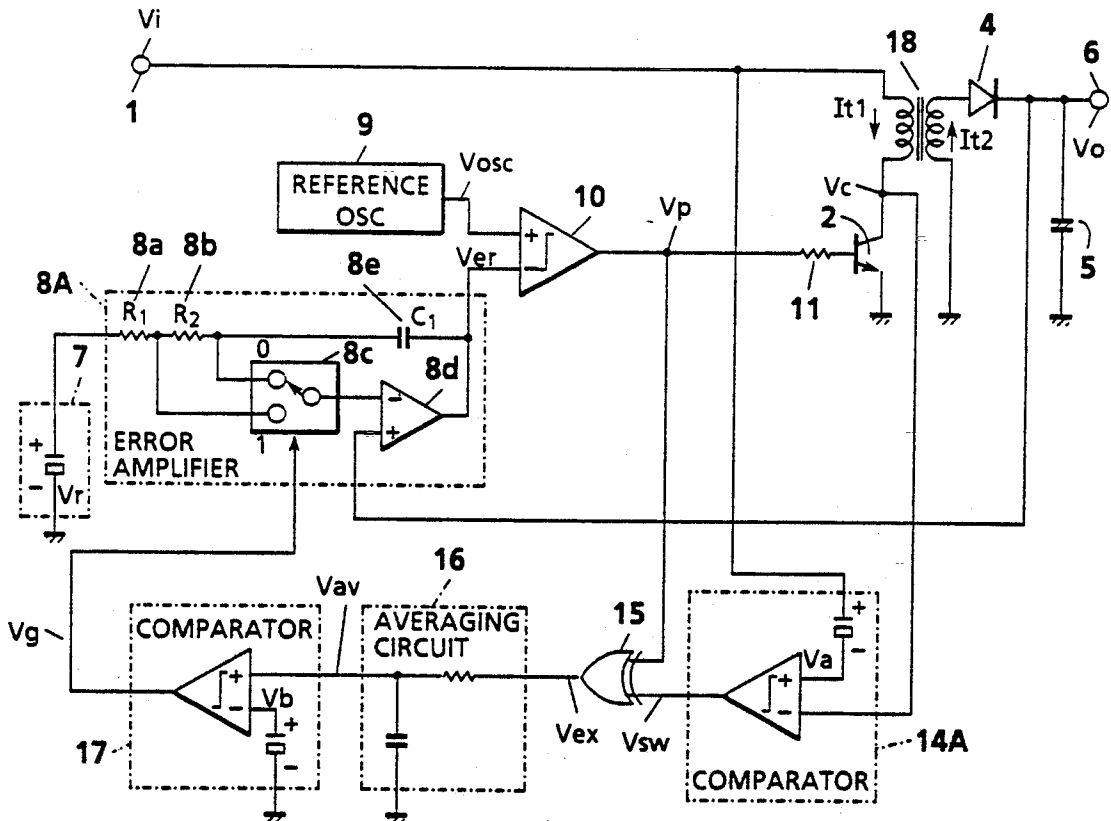 Vi
1
18
4
6
It1
It2
Vo
9
REFERENCE
OSC
Vosc
10
Vp
Vc
2
5
11
8A
8a
8b
R1
R2
8e
C1
Ver
0
8c
8d
1
ERROR
AMPLIFIER
+
-
+
-
7
+
-
Vr
Vg
Vav
16
COMPARATOR
AVERAGING
CIRCUIT
15
+
-
Va
+
-
+
-
Vb
+
-
17
Vex
Vsw
14A
COMPARATOR